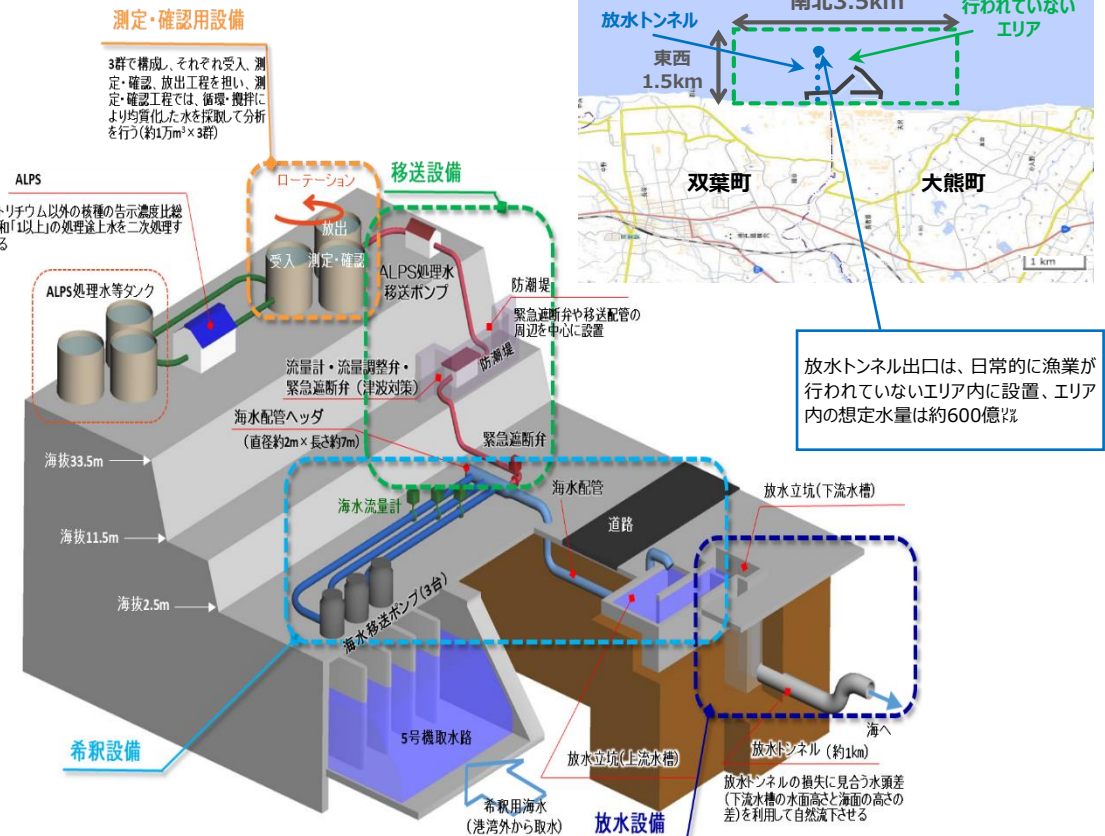 測定・確認用設備
3群で構成し、それぞれ受入、測
定・確認、放出工程を担い、測
定・確認工程では、循環・攪拌に
より均質化した水を採取して分析
を行う(約1万m³×3群)
ALPS
トリチウム以外の核種の告示濃度比総
和「1以上」の処理途上水を二次処理す
る
ALPS処理水等タンク
ローテーション
放出
受入
測定・確認
移送設備
ALPS処理水
移送ポンプ
防潮堤
緊急遮断弁や移送配管の
周辺を中心に設置
防潮堤
流量計・流量調整弁・
緊急遮断弁（津波対策）
海水配管ヘッダ
（直径約2m×長さ約7m）
緊急遮断弁
海水流量計
海水配管
道路
放水立坑(下流水槽)
海抜33.5m
海抜11.5m
海抜2.5m
海水移送ポンプ(3台)
5号機取水路
希釈設備
希釈用海水
（港湾外から取水）
放水立坑(上流水槽)
放水設備
海へ
放水トンネル（約1km）
放水トンネルの損失に見合う水頭差
（下流水槽の水面高さと海面の高さの
差）を利用して自然流下させる
放水トンネル
南北3.5km
行われていない
エリア
東西
1.5km
双葉町
大熊町
1 km
放水トンネル出口は、日常的に漁業が
行われていないエリア内に設置、エリア
内の想定水量は約600億㍑